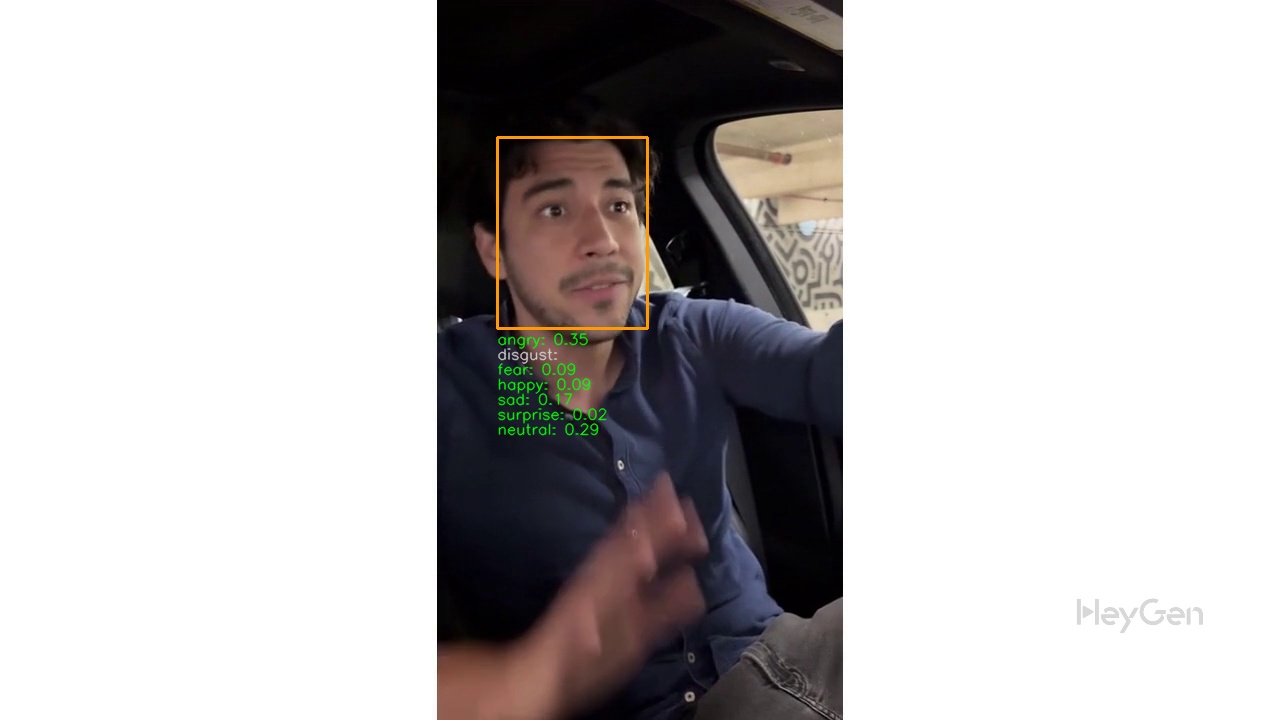 angry: 0.35
disgust:
fear: 0.09
happy: 0.09
sad: 0.17
surprise: 0.02
neutral: 0.29
HeyGen